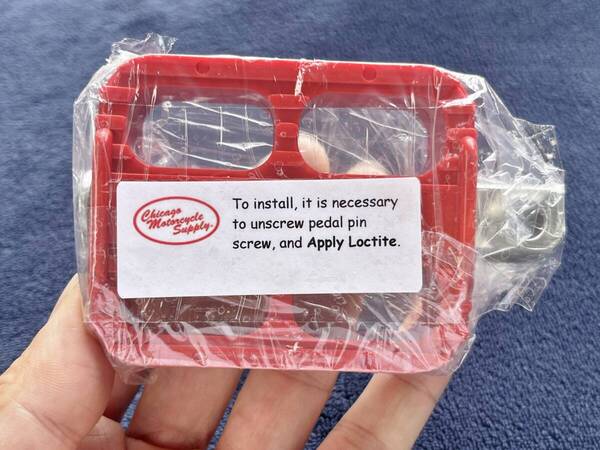 Chicago
Motorcycle
Supply.
To install, it is necessary
to unscrew pedal pin
screw, and Apply Loctite.